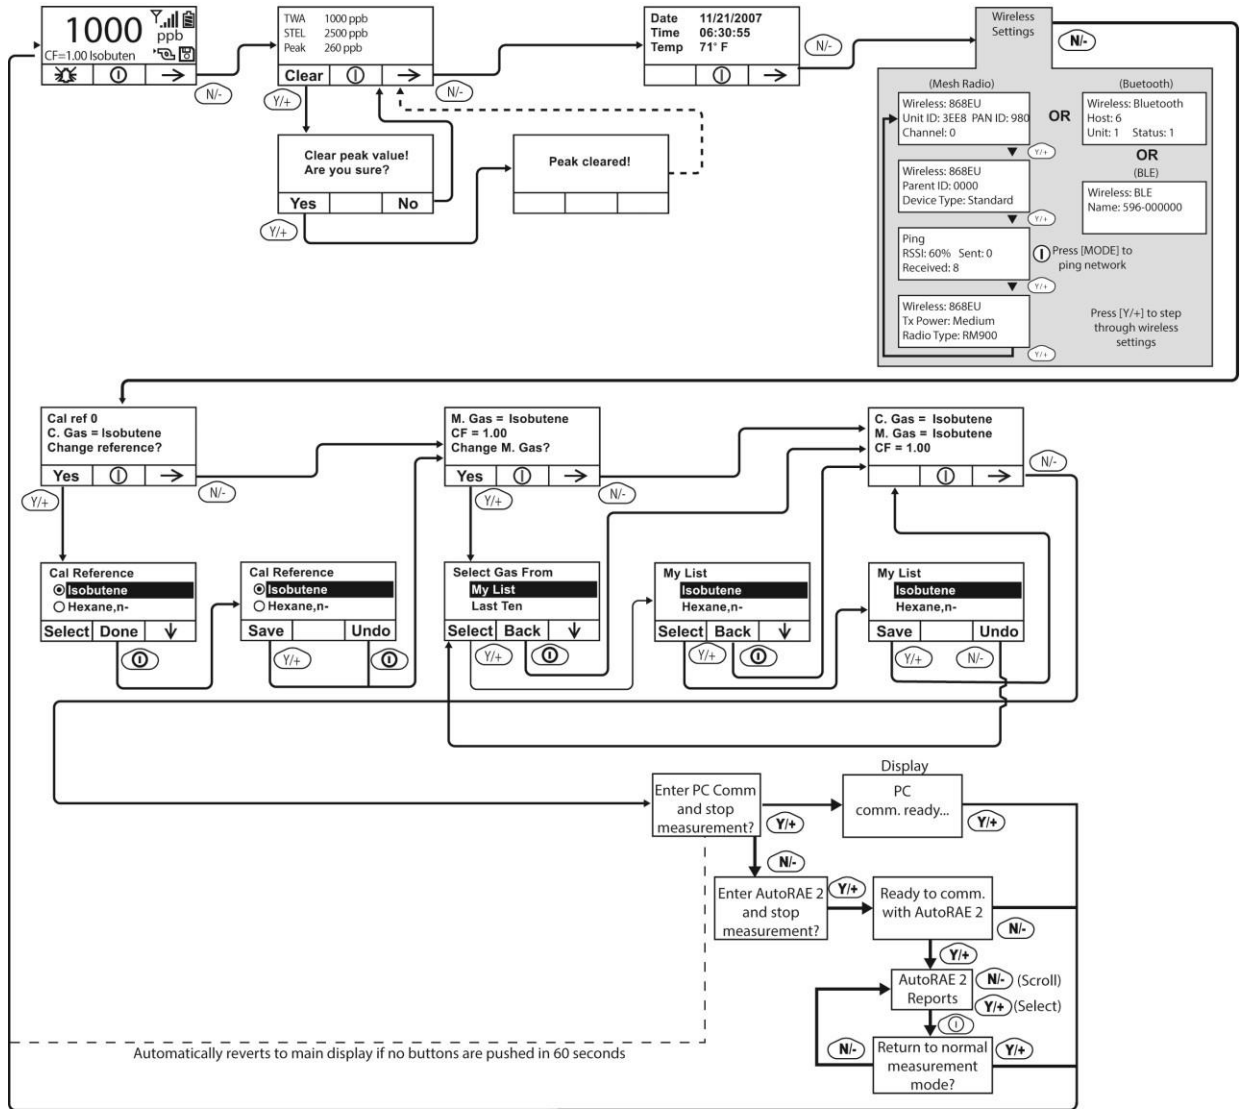 1000
ppb
CF=1.00 Isobuten
N/-
TWA 1000 ppb
STEL 2500 ppb
Peak 260 ppb
Clear
Y/+
N/-
Date 11/21/2007
Time 06:30:55
Temp 71° F
N/-
Wireless
Settings
N/-
Clear peak value!
Are you sure?
Yes No
Y/+
Peak cleared!
(Mesh Radio)
Wireless: 868EU
Unit ID: 3EE8 PAN ID: 980
Channel: 0
Y/+
Wireless: 868EU
Parent ID: 0000
Device Type: Standard
Y/+
Ping
RSSI: 60% Sent: 0
Received: 8
Y/+
Wireless: 868EU
Tx Power: Medium
Radio Type: RM900
Y/+
OR
(Buetooth)
Wireless: Bluetooth
Host: 6
Unit: 1 Status: 1
OR
(BLE)
Wireless: BLE
Name: 596-000000
Press [MODE] to
ping network
Press [Y/+] to step
through wireless
settings
Cal ref 0
C. Gas = Isobutene
Change reference?
Yes
Y/+
N/-
M. Gas = Isobutene
CF = 1.00
Change M. Gas?
Yes
Y/+
N/-
C. Gas = Isobutene
M. Gas = Isobutene
CF = 1.00
N/-
Cal Reference
Isobutene
Hexane,n-
Select Done
Cal Reference
Isobutene
Hexane,n-
Save Undo
Y/+
Select Gas From
My List
Last Ten
Select Back
Y/+
My List
Isobutene
Hexane,n-
Select Back
Y/+
My List
Isobutene
Hexane,n-
Save Undo
Y/+
N/-
Enter PC Comm
and stop
measurement?
Y/+
N/-
Display
PC
comm. ready...
Y/+
Enter AutoRAE 2
and stop
measurement?
Y/+
Ready to comm.
with AutoRAE 2
N/-
Y/+
AutoRAE 2
Reports
N/- (Scroll)
Y/+ (Select)
Return to normal
measurement
mode?
N/-
Y/+
Automatically reverts to main display if no buttons are pushed in 60 seconds